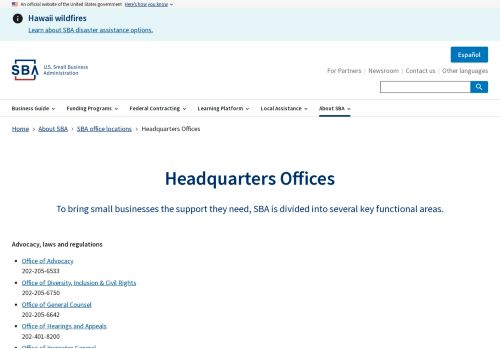 An official website of the United States government Here's how you know
Hawaii wildfires
Learn about SBA disaster assistance options.
Español
SBA U.S. Small Business Administration
For Partners Newsroom Contact us Other languages
Business Guide Funding Programs Federal Contracting Learning Platform Local Assistance About SBA
Home About SBA SBA office locations Headquarters Offices
Headquarters Offices
To bring small businesses the support they need, SBA is divided into several key functional areas.
Advocacy, laws and regulations
Office of Advocacy
202-205-6533
Office of Diversity, Inclusion & Civil Rights
202-205-6750
Office of General Counsel
202-205-6642
Office of Hearings and Appeals
202-401-8200
Office of Inspector General